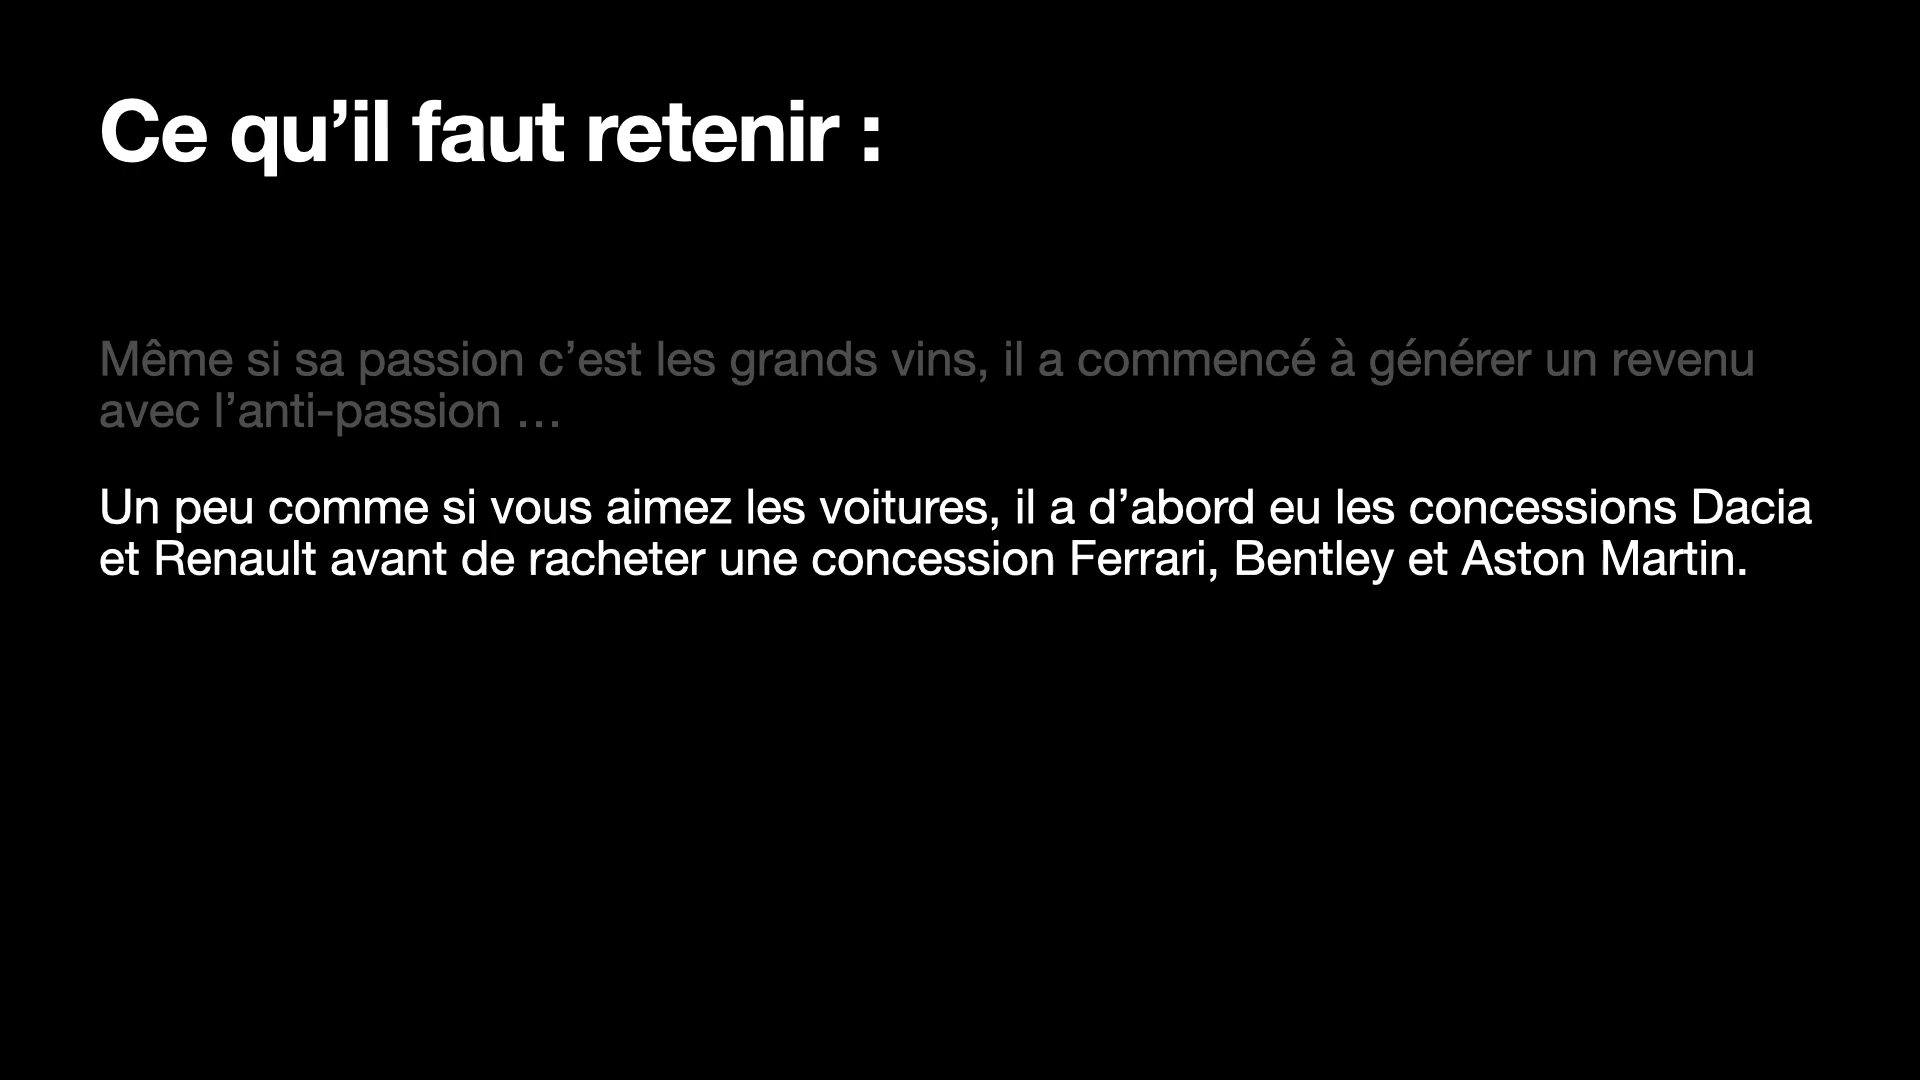 Ce qu’il faut retenir :
Même si sa passion c’est les grands vins, il a commencé à générer un revenu
avec l’anti-passion …
Un peu comme si vous aimez les voitures, il a d’abord eu les concessions Dacia
et Renault avant de racheter une concession Ferrari, Bentley et Aston Martin.